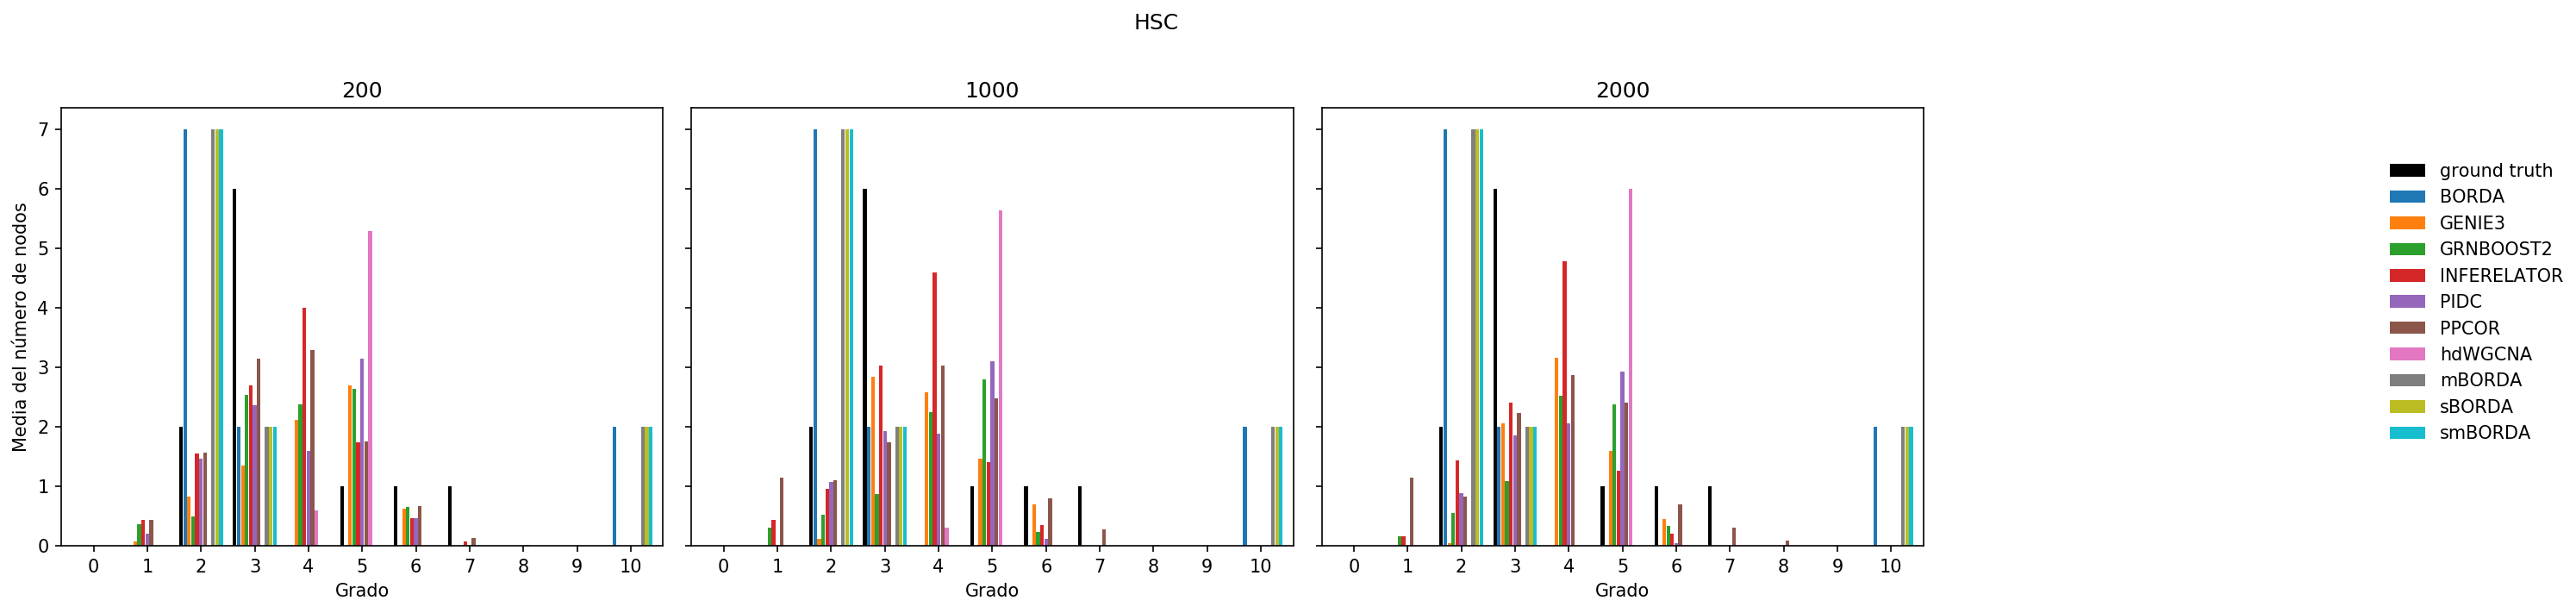 HSC
200
1000
2000
Media del número de nodos
7
6
5
4
3
2
1
0
0 1 2 3 4 5 6 7 8 9 10
0 1 2 3 4 5 6 7 8 9 10
0 1 2 3 4 5 6 7 8 9 10
Grado
Grado
Grado
ground truth
BORDA
GENIE3
GRNBOOST2
INFERELATOR
PIDC
PPCOR
hdWGCNA
mBORDA
sBORDA
smBORDA